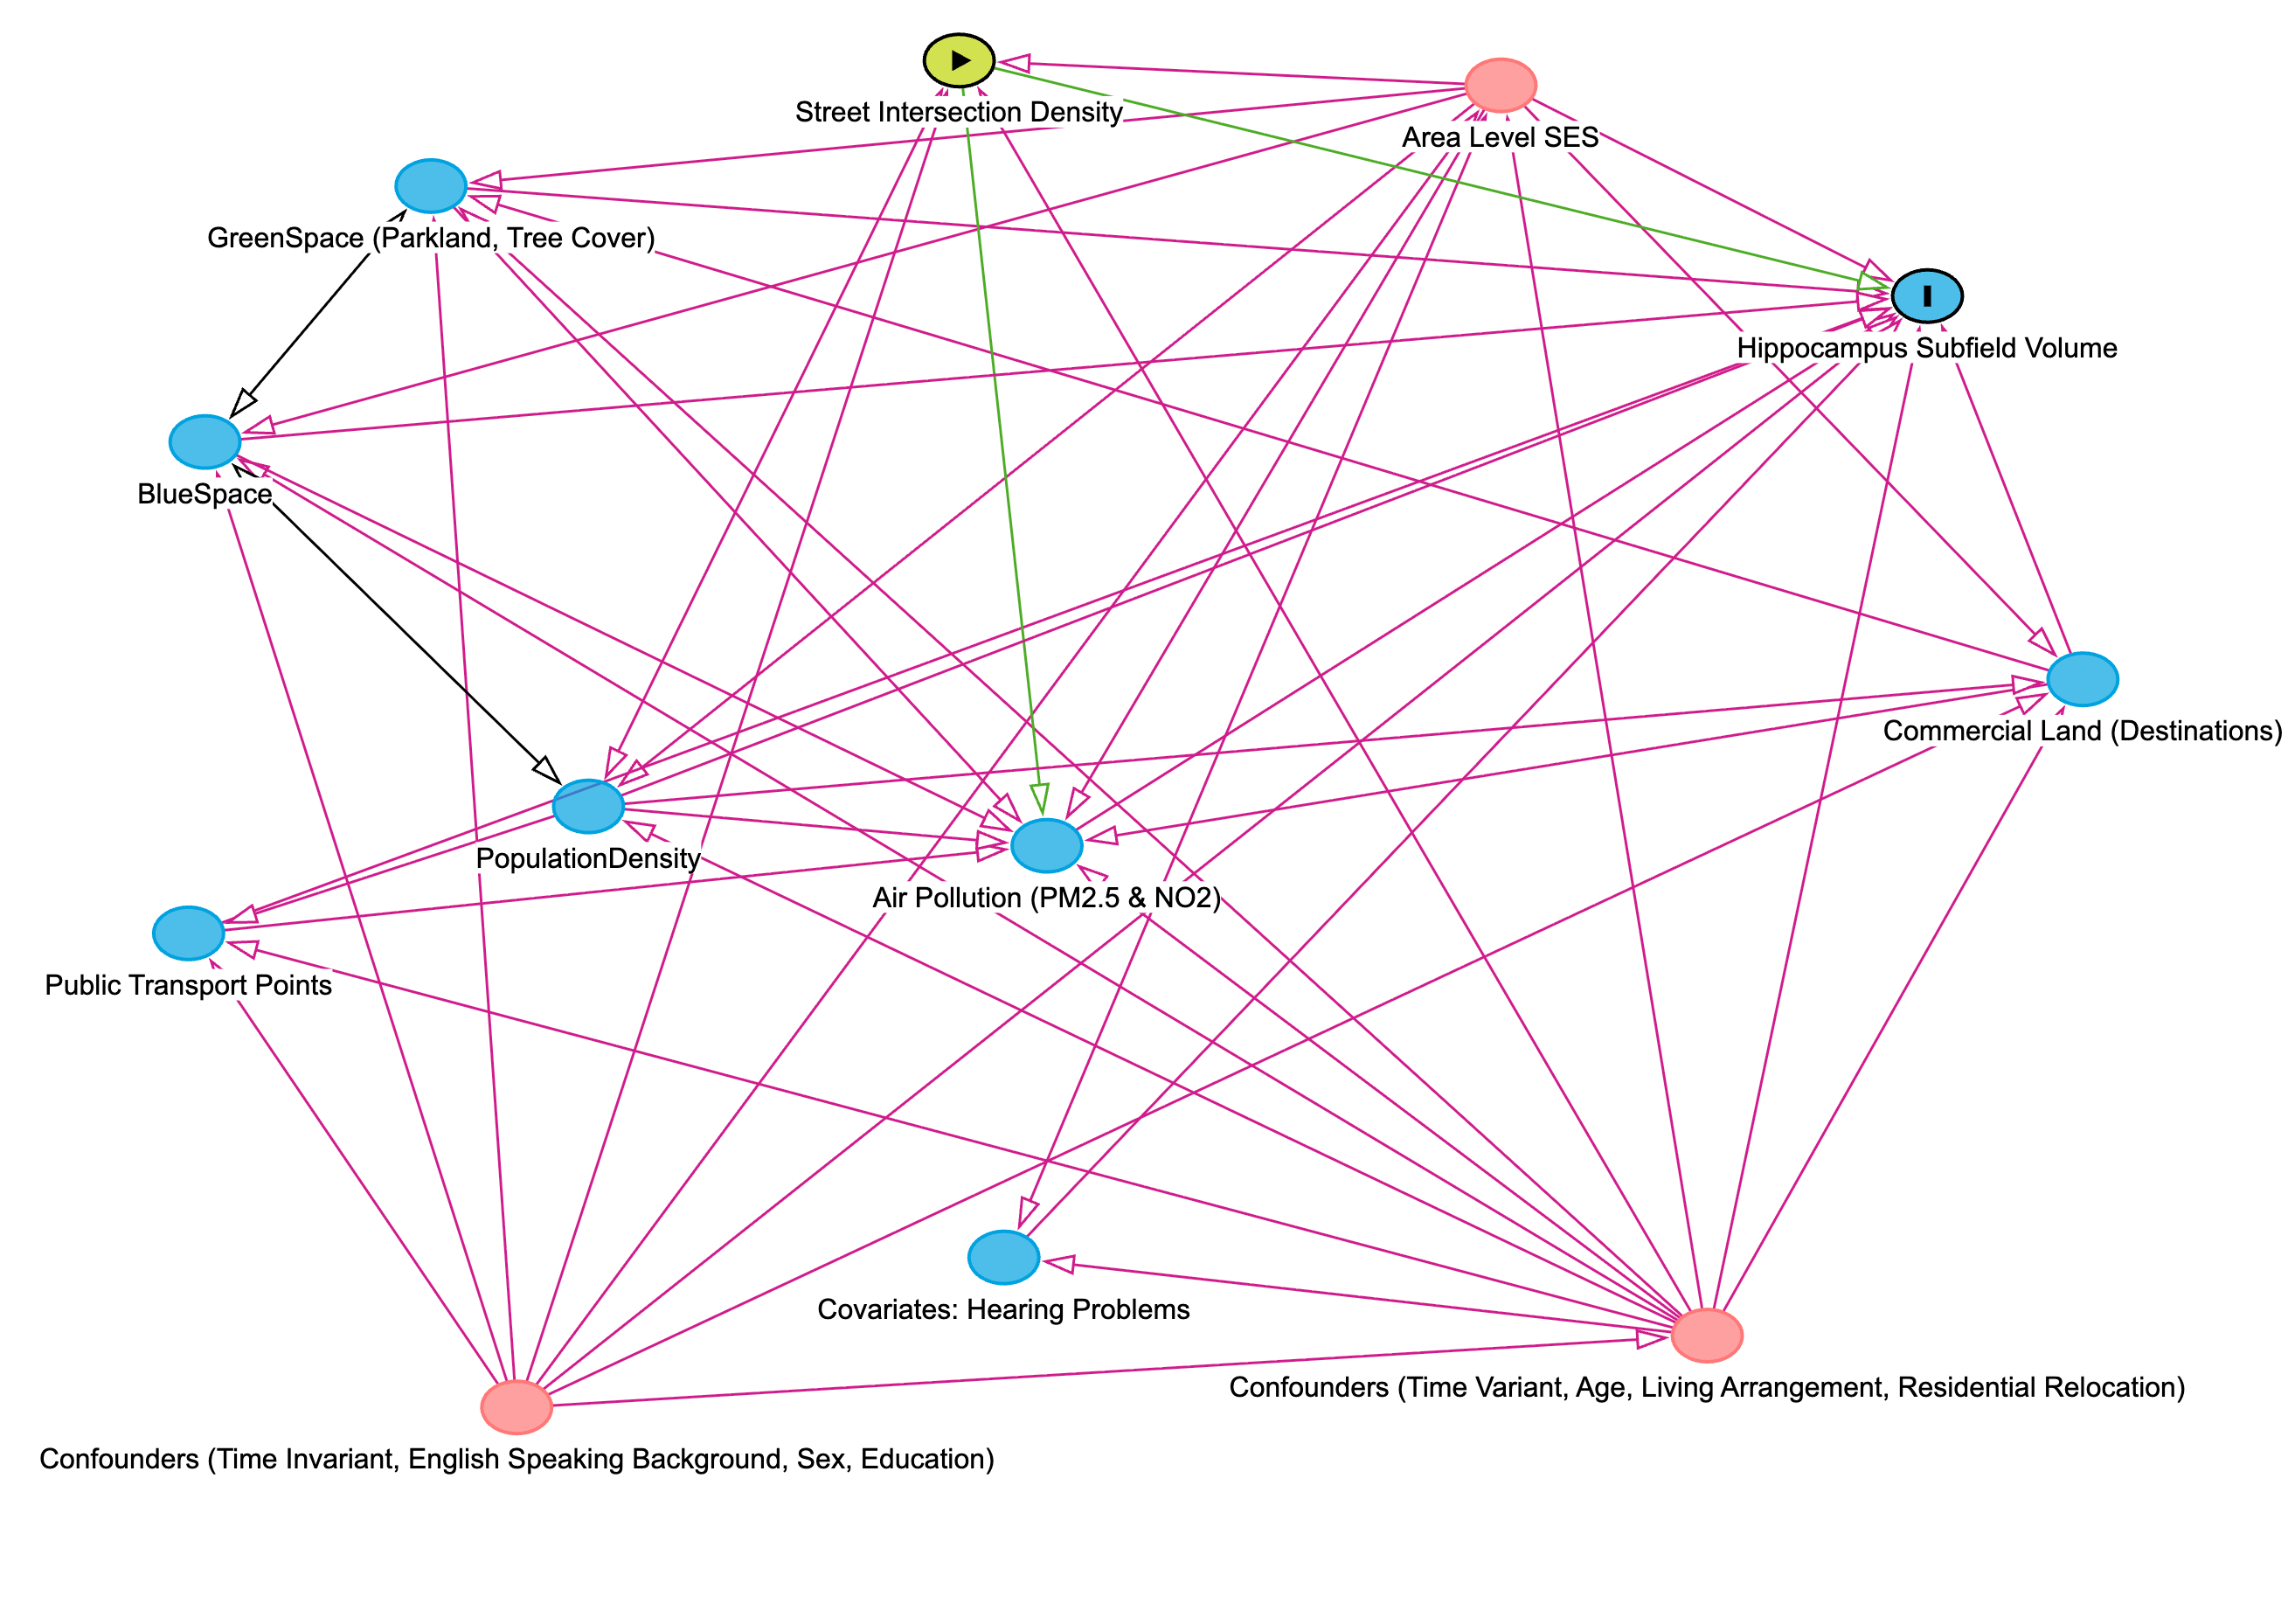 Street Intersection Density
Area Level SES
GreenSpace (Parkland, Tree Cover)
Hippocampus Subfield Volume
BlueSpace
Commercial Land (Destinations)
PopulationDensity
Air Pollution (PM2.5 & NO2)
Public Transport Points
Covariates: Hearing Problems
Confounders (Time Variant, Age, Living Arrangement, Residential Relocation)
Confounders (Time Invariant, English Speaking Background, Sex, Education)